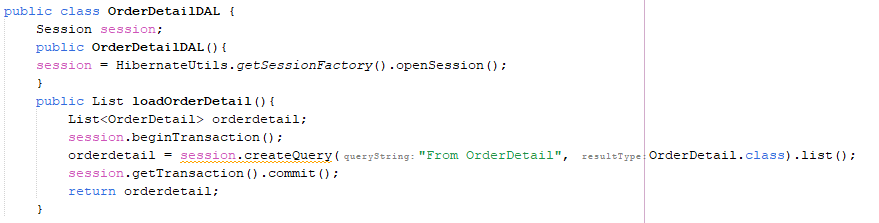 public class OrderDetailDAL {
    Session session;
    public OrderDetailDAL(){
    session = HibernateUtils.getSessionFactory().openSession();
    }
    public List loadOrderDetail(){
        List<OrderDetail> orderdetail;
        session.beginTransaction();
        orderdetail = session.createQuery( queryString: "From OrderDetail", resultType: OrderDetail.class).list();
        session.getTransaction().commit();
        return orderdetail;
    }